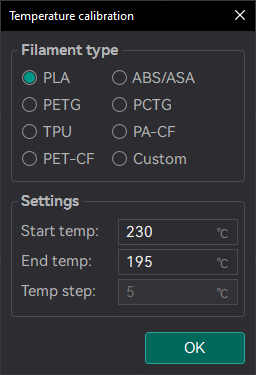 Temperature calibration
Filament type
PLA ABS/ASA
PETG PCTG
TPU PA-CF
PET-CF Custom
Settings
Start temp: 230 °C
End temp: 195 °C
Temp step: 5 °C
OK